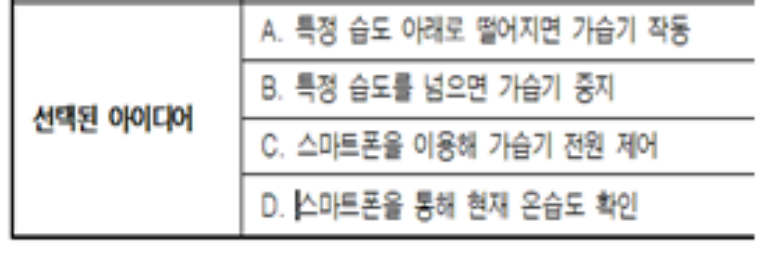 A. 특정 습도 아래로 떨어지면 가습기 작동
B. 특정 습도를 넘으면 가습기 중지
선택된 아이디어
C. 스마트폰을 이용해 가습기 전원 제어
D. 스마트폰을 통해 현재 온습도 확인